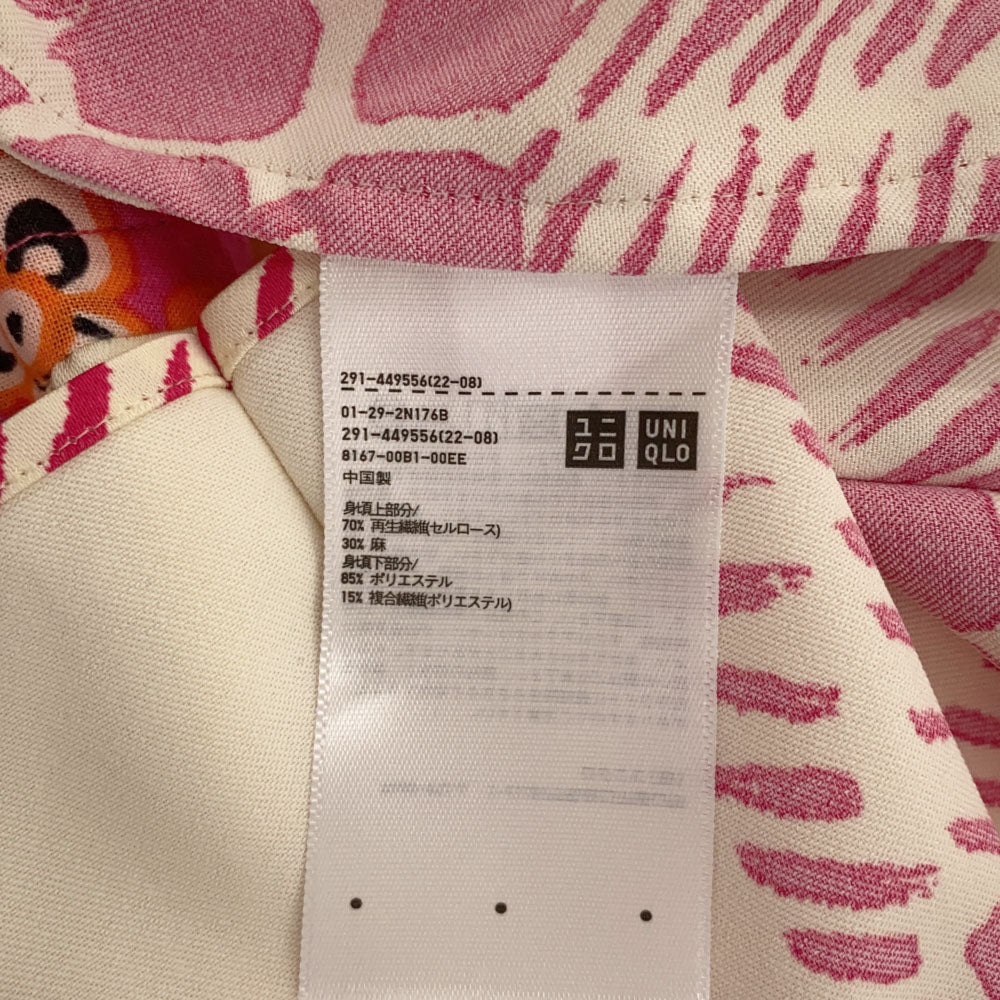 291-449556(22-08)
01-29-2N176B
291-449556(22-08)
8167-00B1-00EE
中国製
ユニ
クロ
UNI
QLO
身頃上部分/
70% 再生繊維(セルロース)
30% 麻
身頃下部分/
85% ポリエステル
15% 複合繊維(ポリエステル)